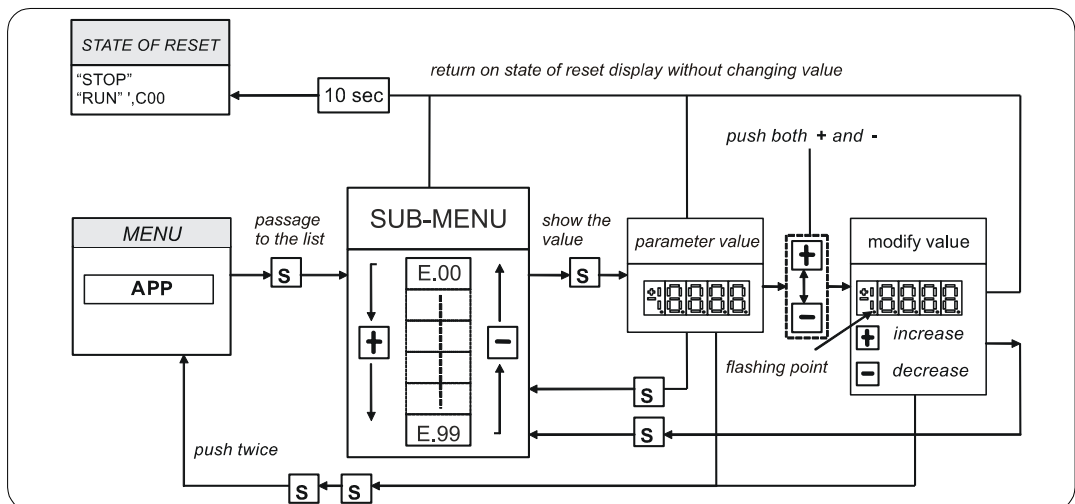 STATE OF RESET
“STOP”
“RUN” ',C00
return on state of reset display without changing value
10 sec
push both + and -
MENU
APP
passage
to the list
S
SUB-MENU
E.00
+
-
E.99
show the
value
S
parameter value
+
-
modify value
flashing point
+ increase
- decrease
S
S
push twice
S S